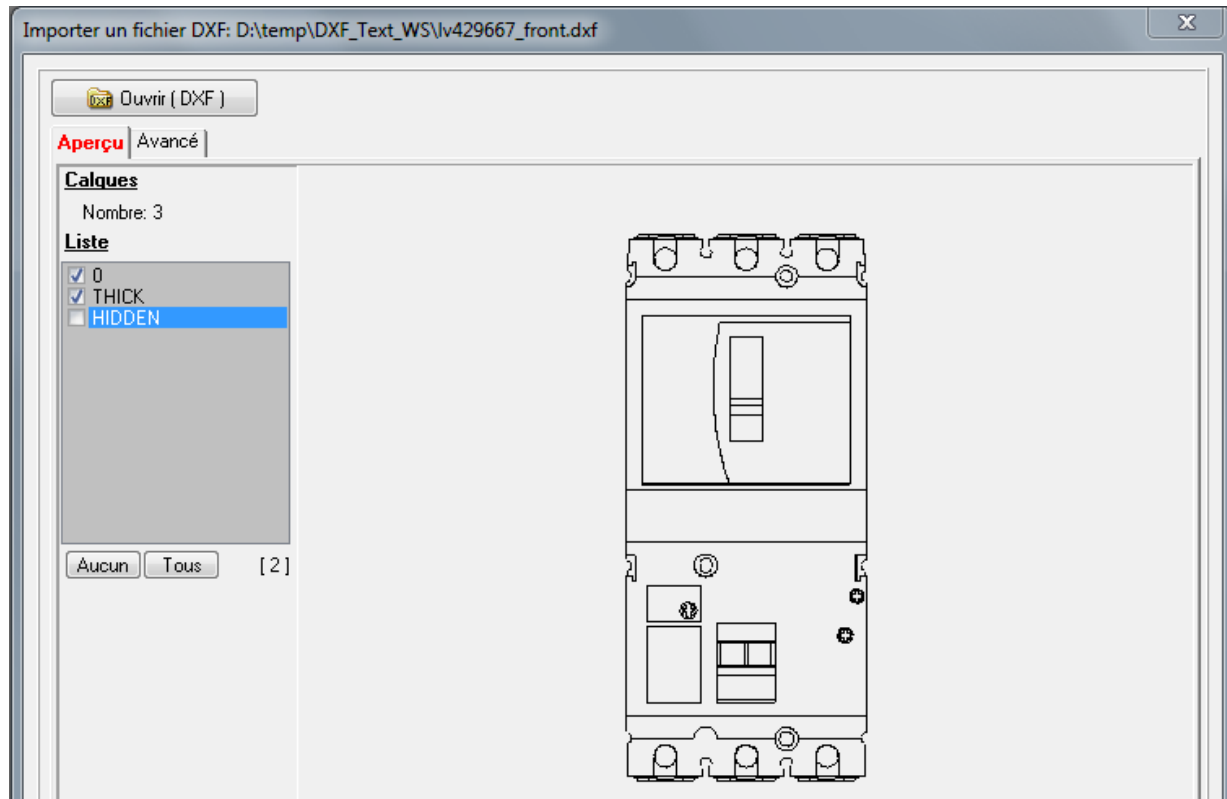 Importer un fichier DXF: D:\temp\DXF_Text_WS\lv429667_front.dxf
DXF Ouvrir ( DXF )
Aperçu Avancé
Calques
Nombre: 3
Liste
0
THICK
HIDDEN
Aucun Tous [ 2 ]